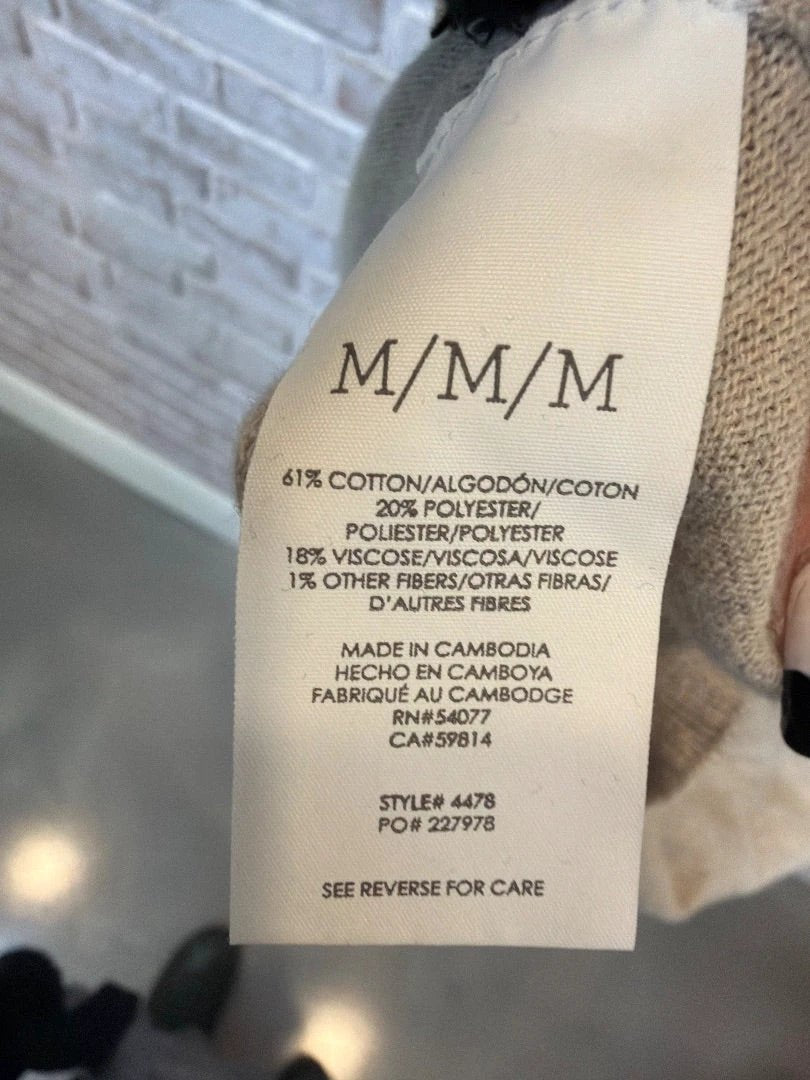 M/M/M
61% COTTON/ALGODÓN/COTON
20% POLYESTER/
POLIESTER/POLYESTER
18% VISCOSE/VISCOSA/VISCOSE
1% OTHER FIBERS/OTRAS FIBRAS/
D'AUTRES FIBRES
MADE IN CAMBODIA
HECHO EN CAMBOYA
FABRIQUÉ AU CAMBODGE
RN#54077
CA#59814
STYLE# 4478
PO# 227978
SEE REVERSE FOR CARE